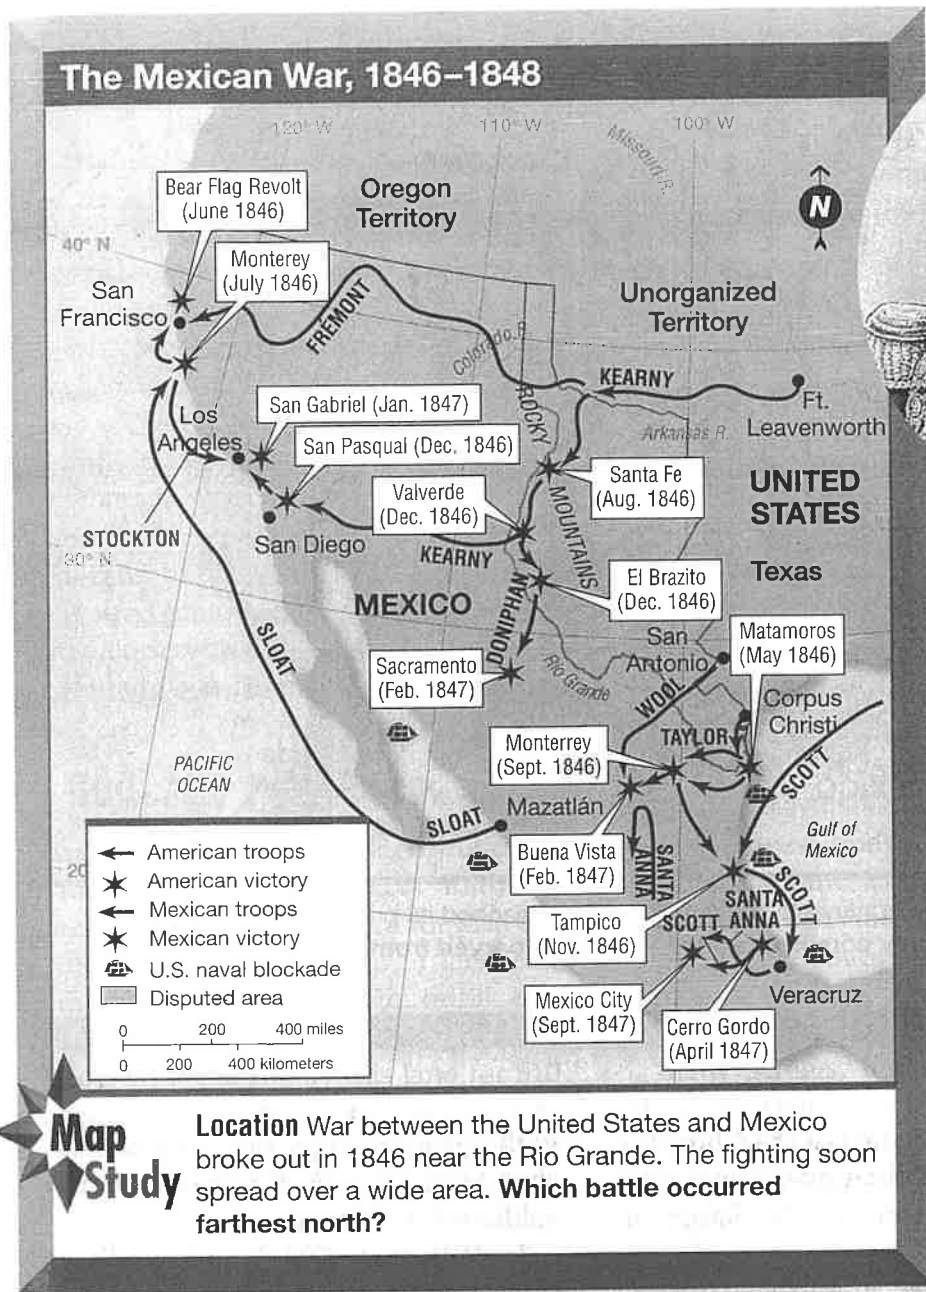 The Mexican War, 1846–1848
120° W
110° W
100° W
Missouri R.
Bear Flag Revolt
(June 1846)
Oregon
Territory
N
40° N
Monterey
(July 1846)
San
Francisco
FRÉMONT
Unorganized
Territory
Colorado R.
KEARNY
Ft.
Leavenworth
ROCKY
MOUNTAINS
Arkansas R.
Los
Angeles
San Gabriel (Jan. 1847)
San Pasqual (Dec. 1846)
Santa Fe
(Aug. 1846)
UNITED
STATES
Valverde
(Dec. 1846)
STOCKTON
San Diego
KEARNY
30° N
Texas
El Brazito
(Dec. 1846)
MEXICO
DONIPHAN
San
Antonio
Matamoros
(May 1846)
SLOAT
Sacramento
(Feb. 1847)
Rio Grande
WOOL
Corpus
Christi
TAYLOR
Monterrey
(Sept. 1846)
SCOTT
PACIFIC
OCEAN
Mazatlán
SLOAT
Gulf of
Mexico
Buena Vista
(Feb. 1847)
SANTA
ANNA
SCOTT
Tampico
(Nov. 1846)
SANTA
ANNA
SCOTT
Veracruz
Mexico City
(Sept. 1847)
Cerro Gordo
(April 1847)
20
American troops
American victory
Mexican troops
Mexican victory
U.S. naval blockade
Disputed area
0 200 400 miles
0 200 400 kilometers
Map
Study
Location War between the United States and Mexico
broke out in 1846 near the Rio Grande. The fighting soon
spread over a wide area. Which battle occurred
farthest north?